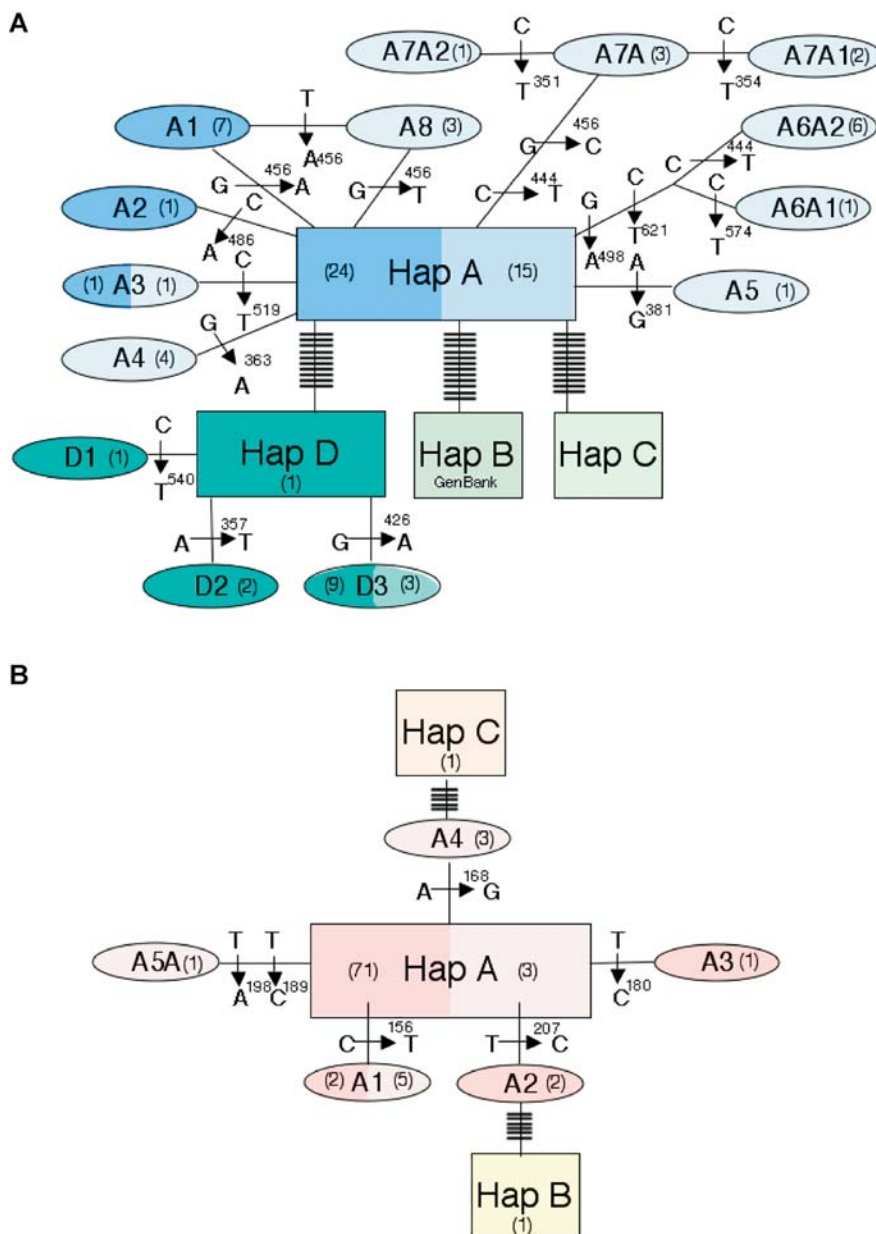 A
C
C
A7A2 (1)
A7A (3)
A7A1 (2)
T351
T354
T
A1 (7)
A8 (3)
A456
G 456 C
A6A2 (6)
C 444 T
G 456 A
G 456 T
C 444 T
G
C
C
A2 (1)
C
A486
A498
T621
T574
A6A1 (1)
(24) Hap A (15)
(1) A3 (1)
C
T519
A
G381
A5 (1)
A4 (4)
G
363
A
C
D1 (1)
T540
Hap D
(1)
Hap B
GenBank
Hap C
A 357 T
G 426 A
D2 (2)
(9) D3 (3)
B
Hap C
(1)
A4 (3)
A 168 G
A5A (1)
T
T
A198
C189
(71) Hap A (3)
T
C180
A3 (1)
C 156 T
T 207 C
(2) A1 (5)
A2 (2)
Hap B
(1)